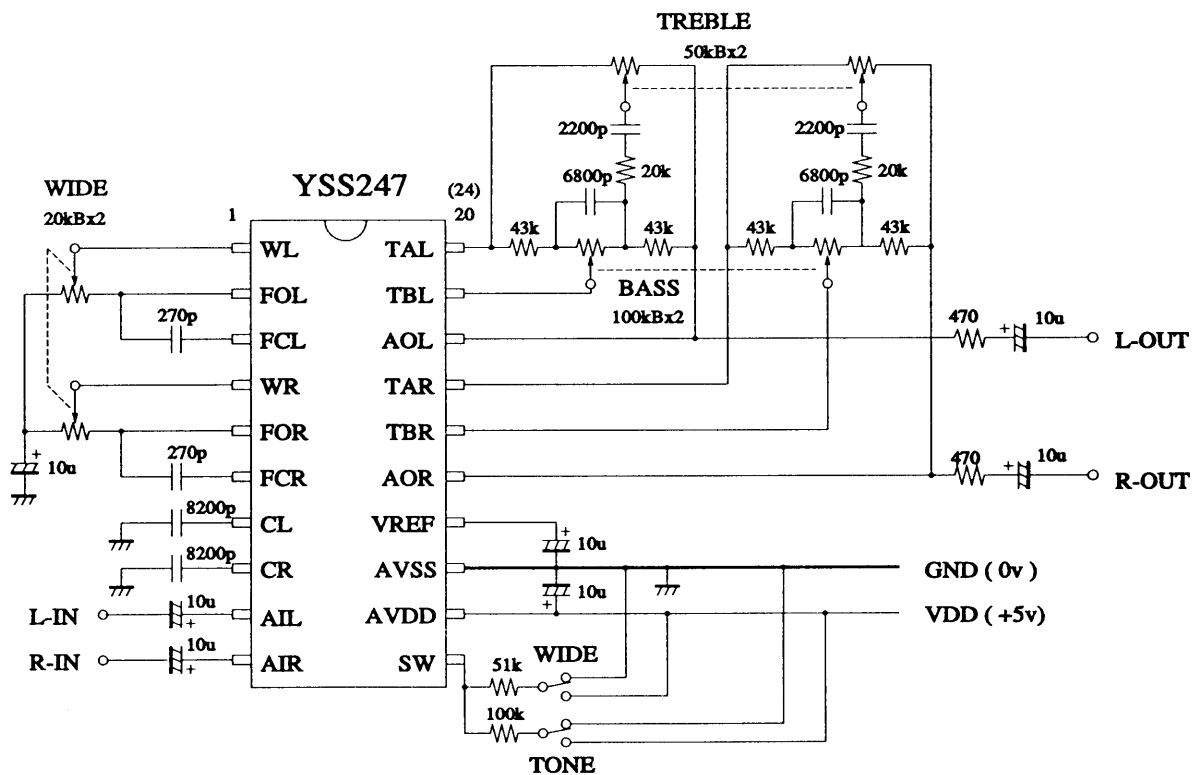 TREBLE
50kBx2
2200p
2200p
20k
20k
6800p
6800p
WIDE
20kBx2
YSS247
(24)
1
20
43k
43k
43k
43k
WL
TAL
FOL
TBL
BASS
100kBx2
270p
FCL
AOL
470
+
10u
L-OUT
WR
TAR
FOR
TBR
+
10u
270p
FCR
AOR
470
+
10u
R-OUT
8200p
CL
VREF
+
10u
8200p
CR
AVSS
GND ( 0v )
10u
+
L-IN
10u
+
AIL
AVDD
VDD ( +5v)
R-IN
10u
+
AIR
SW
WIDE
51k
100k
TONE